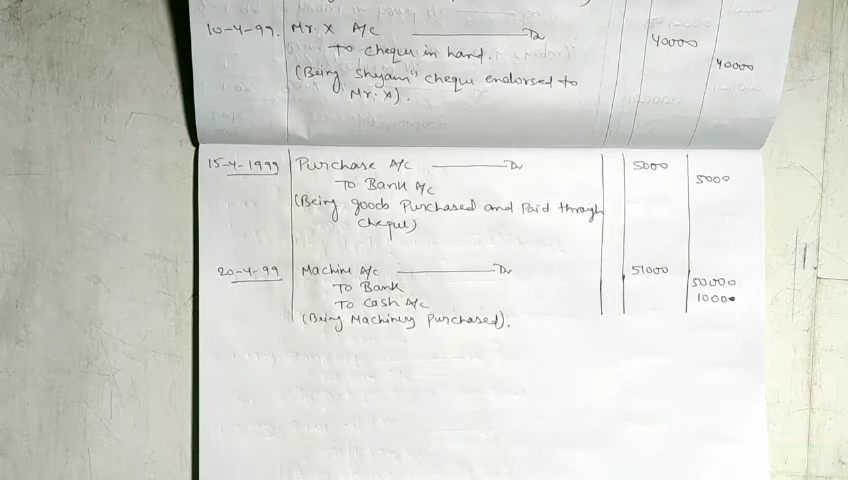 10-4-99. Mr. X A/c Dr 40000
To cheque in hand. 40000
(Being Shyam's cheque endorsed to
Mr. X).
15-4-1999 Purchase A/c Dr 5000
To Bank A/c 5000
(Being goods Purchased and Paid through
cheque)
20-4-99 Machine A/c Dr 51000
To Bank 50000
To Cash A/c 1000
(Being Machinery Purchased).